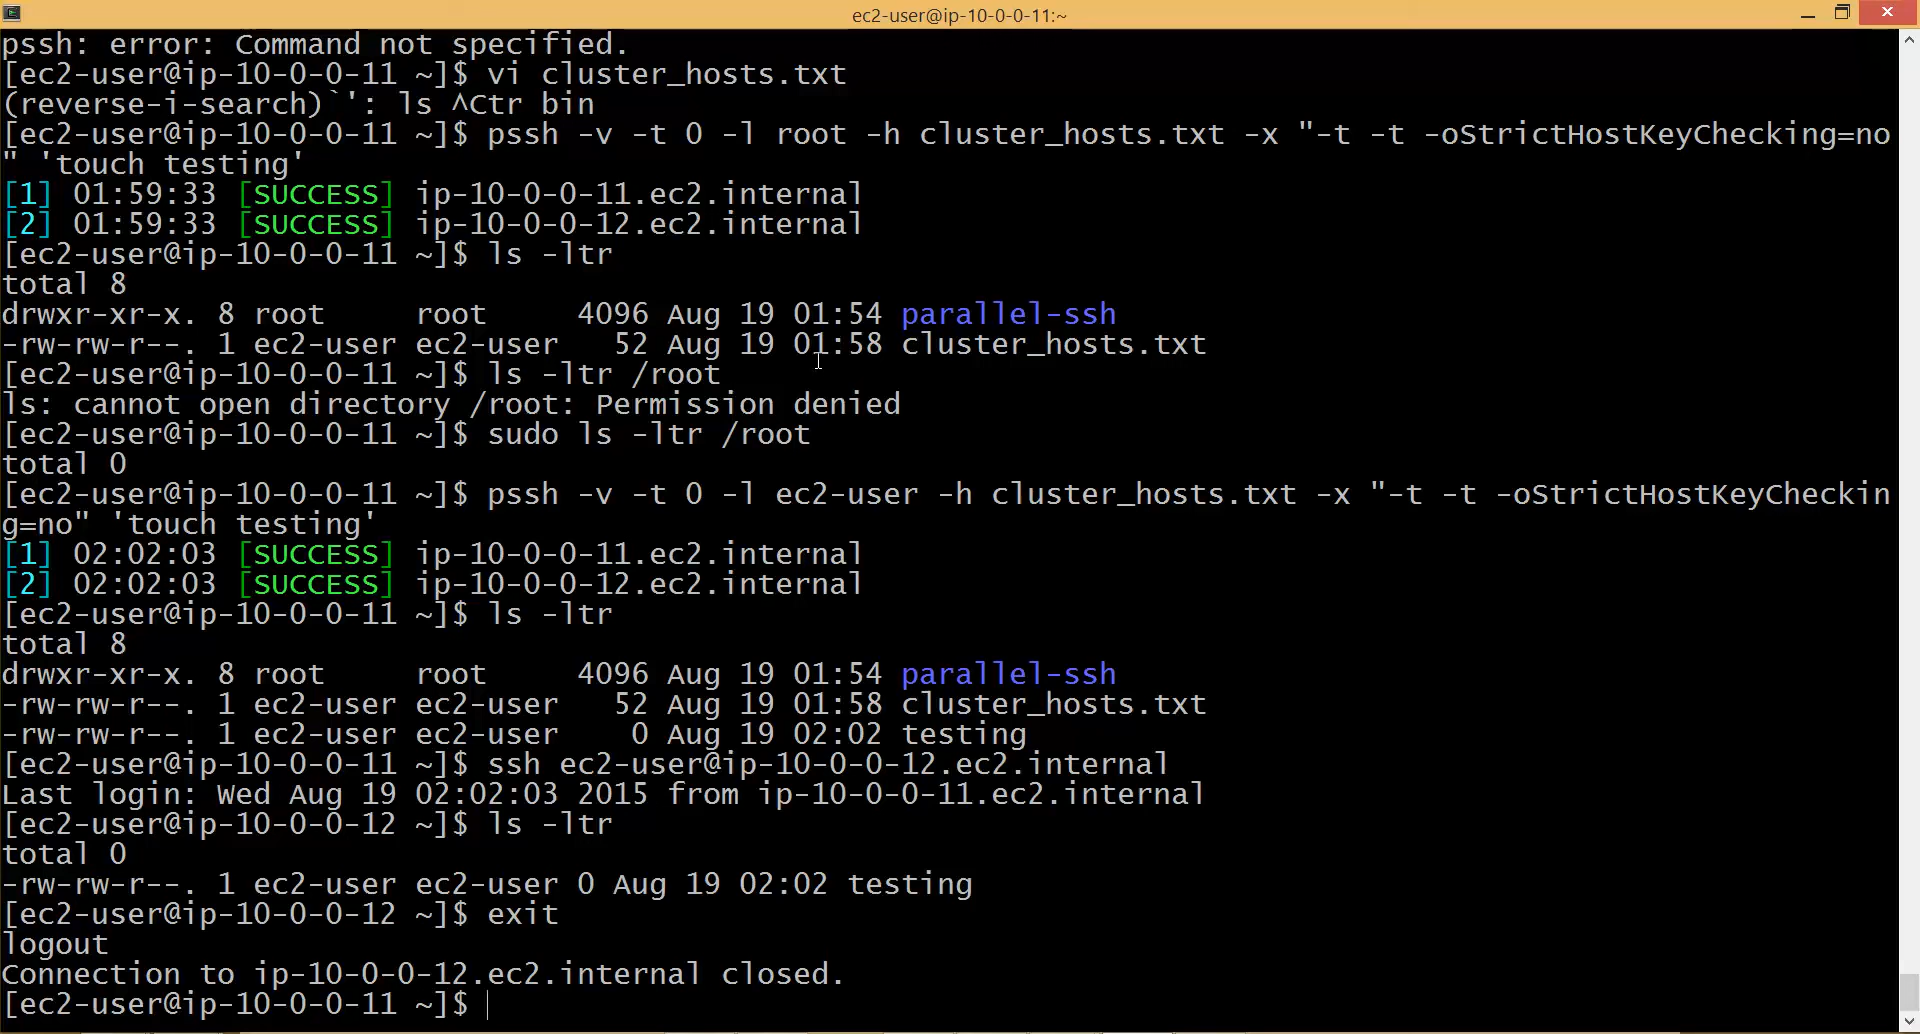 ec2-user@ip-10-0-0-11:~
pssh: error: Command not specified.
[ec2-user@ip-10-0-0-11 ~]$ vi cluster_hosts.txt
(reverse-i-search)`': ls ^Ctr bin
[ec2-user@ip-10-0-0-11 ~]$ pssh -v -t 0 -l root -h cluster_hosts.txt -x "-t -t -oStrictHostKeyChecking=no
" 'touch testing'
[1] 01:59:33 [SUCCESS] ip-10-0-0-11.ec2.internal
[2] 01:59:33 [SUCCESS] ip-10-0-0-12.ec2.internal
[ec2-user@ip-10-0-0-11 ~]$ ls -ltr
total 8
drwxr-xr-x. 8 root     root     4096 Aug 19 01:54 parallel-ssh
-rw-rw-r--. 1 ec2-user ec2-user   52 Aug 19 01:58 cluster_hosts.txt
[ec2-user@ip-10-0-0-11 ~]$ ls -ltr /root
ls: cannot open directory /root: Permission denied
[ec2-user@ip-10-0-0-11 ~]$ sudo ls -ltr /root
total 0
[ec2-user@ip-10-0-0-11 ~]$ pssh -v -t 0 -l ec2-user -h cluster_hosts.txt -x "-t -t -oStrictHostKeyCheckin
g=no" 'touch testing'
[1] 02:02:03 [SUCCESS] ip-10-0-0-11.ec2.internal
[2] 02:02:03 [SUCCESS] ip-10-0-0-12.ec2.internal
[ec2-user@ip-10-0-0-11 ~]$ ls -ltr
total 8
drwxr-xr-x. 8 root     root     4096 Aug 19 01:54 parallel-ssh
-rw-rw-r--. 1 ec2-user ec2-user   52 Aug 19 01:58 cluster_hosts.txt
-rw-rw-r--. 1 ec2-user ec2-user    0 Aug 19 02:02 testing
[ec2-user@ip-10-0-0-11 ~]$ ssh ec2-user@ip-10-0-0-12.ec2.internal
Last login: Wed Aug 19 02:02:03 2015 from ip-10-0-0-11.ec2.internal
[ec2-user@ip-10-0-0-12 ~]$ ls -ltr
total 0
-rw-rw-r--. 1 ec2-user ec2-user 0 Aug 19 02:02 testing
[ec2-user@ip-10-0-0-12 ~]$ exit
logout
Connection to ip-10-0-0-12.ec2.internal closed.
[ec2-user@ip-10-0-0-11 ~]$